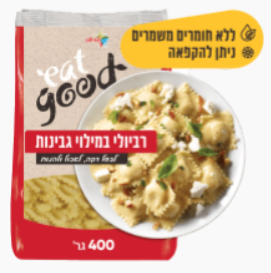 ללא חומרים משמרים
ניתן להקפאה
eat
good
רביולי במילוי גבינות
400 גר'